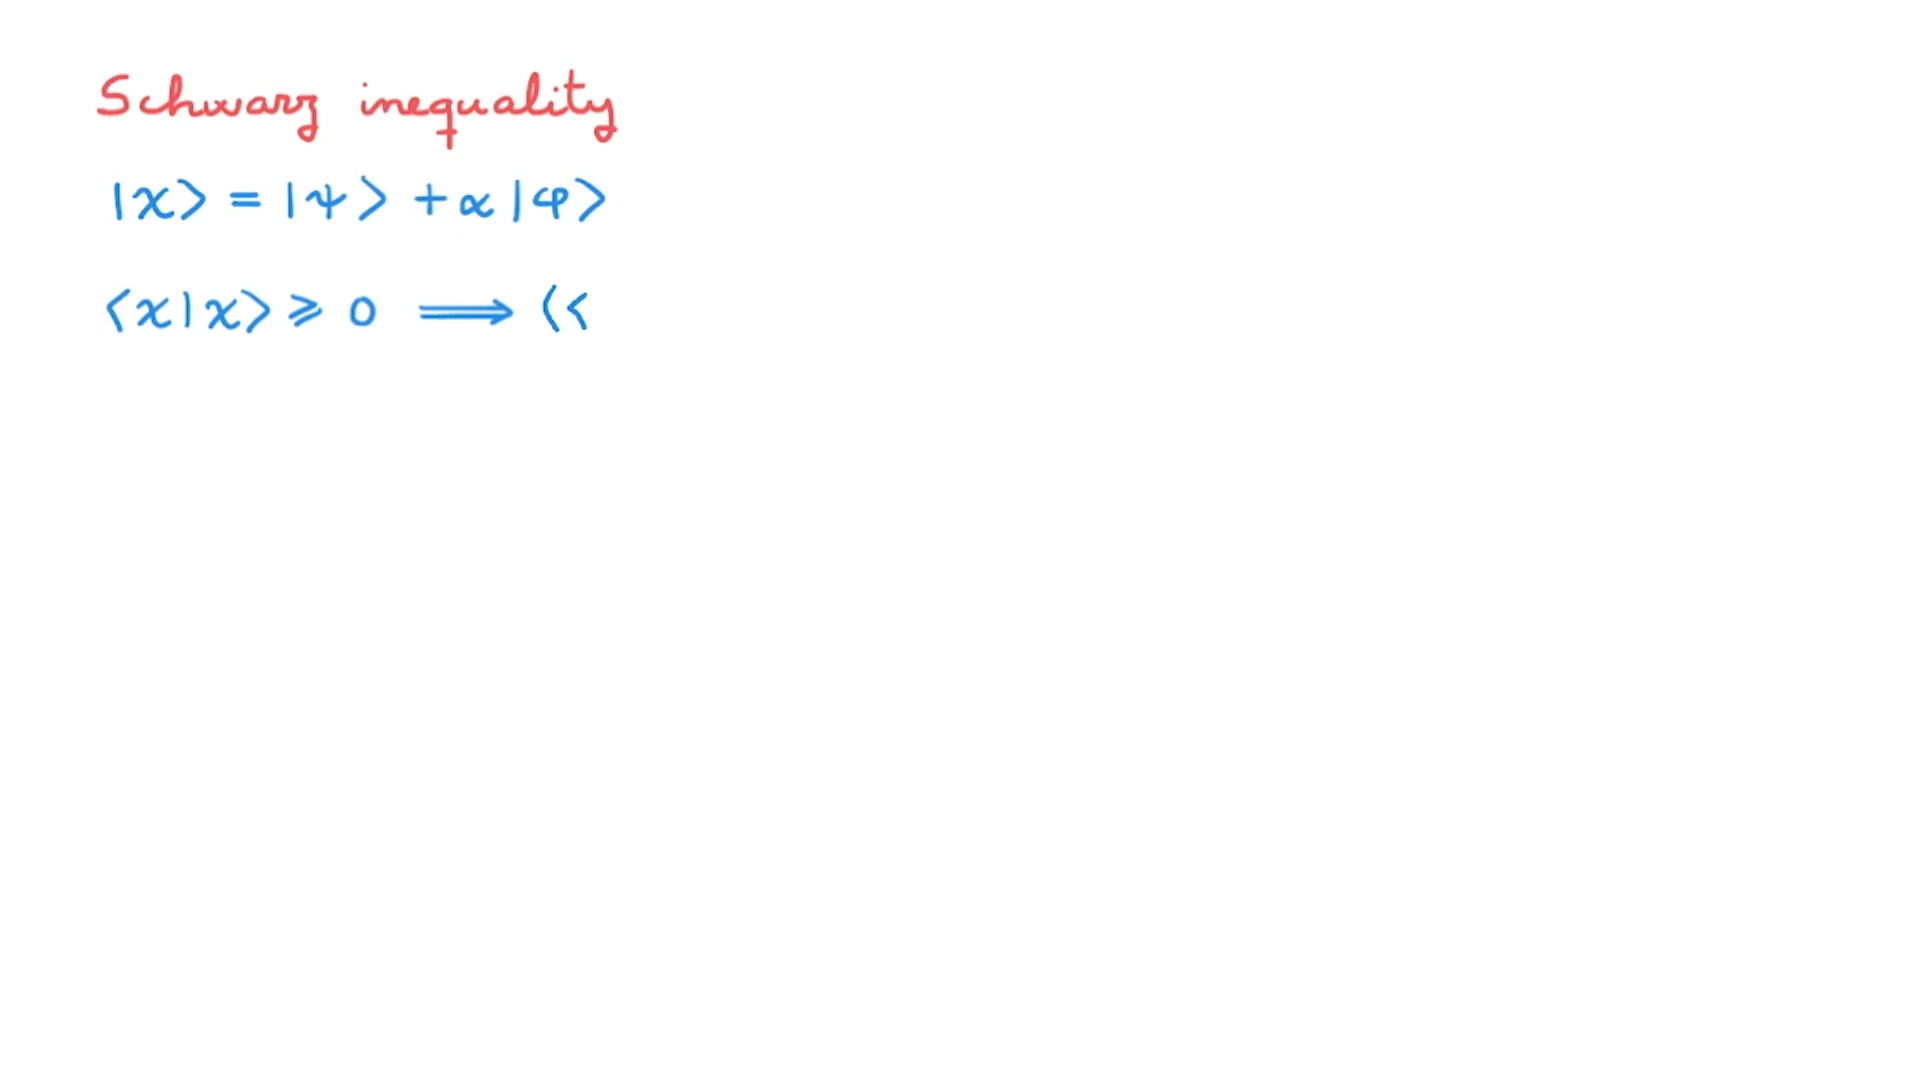 Schwarz inequality
|χ⟩ = |ψ⟩ + α|φ⟩
⟨χ|χ⟩ ⩾ 0 ⟹ (⟨